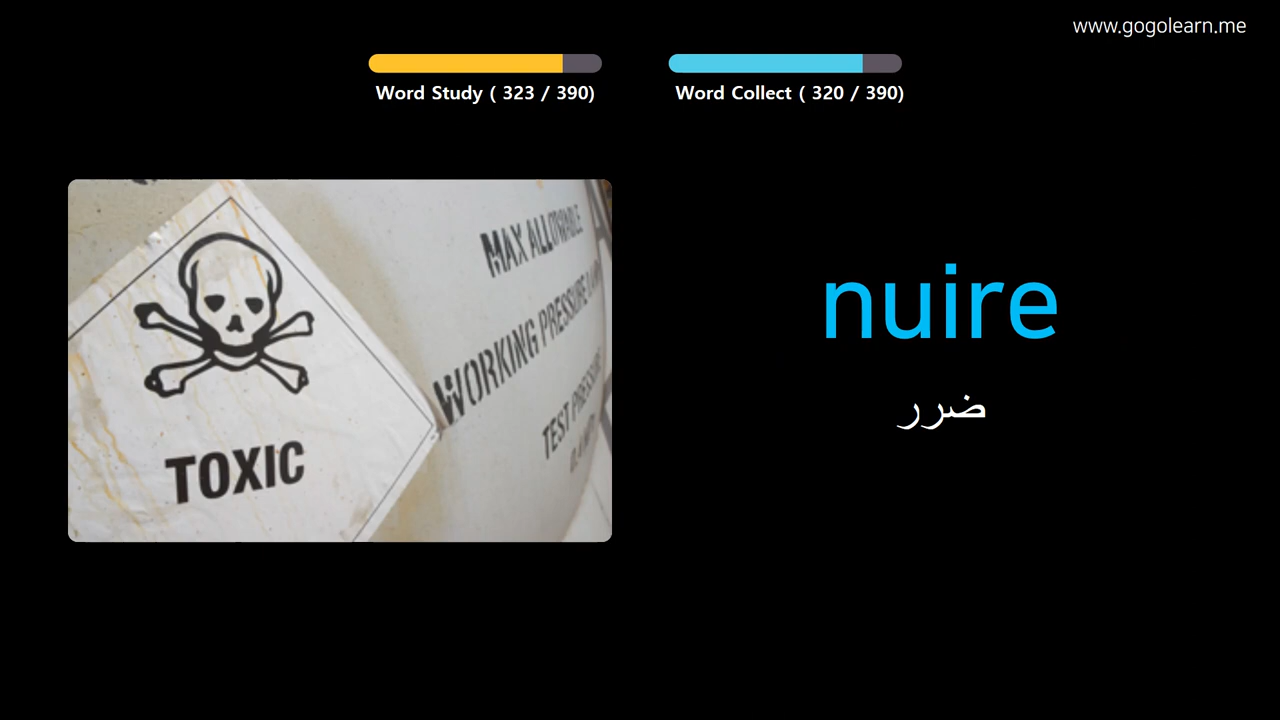 www.gogolearn.me
Word Study ( 323 / 390)
Word Collect ( 320 / 390)
MAX ALLOWABLE
WORKING PRESSURE
TEST PRESSURE
TOXIC
nuire
ضرر